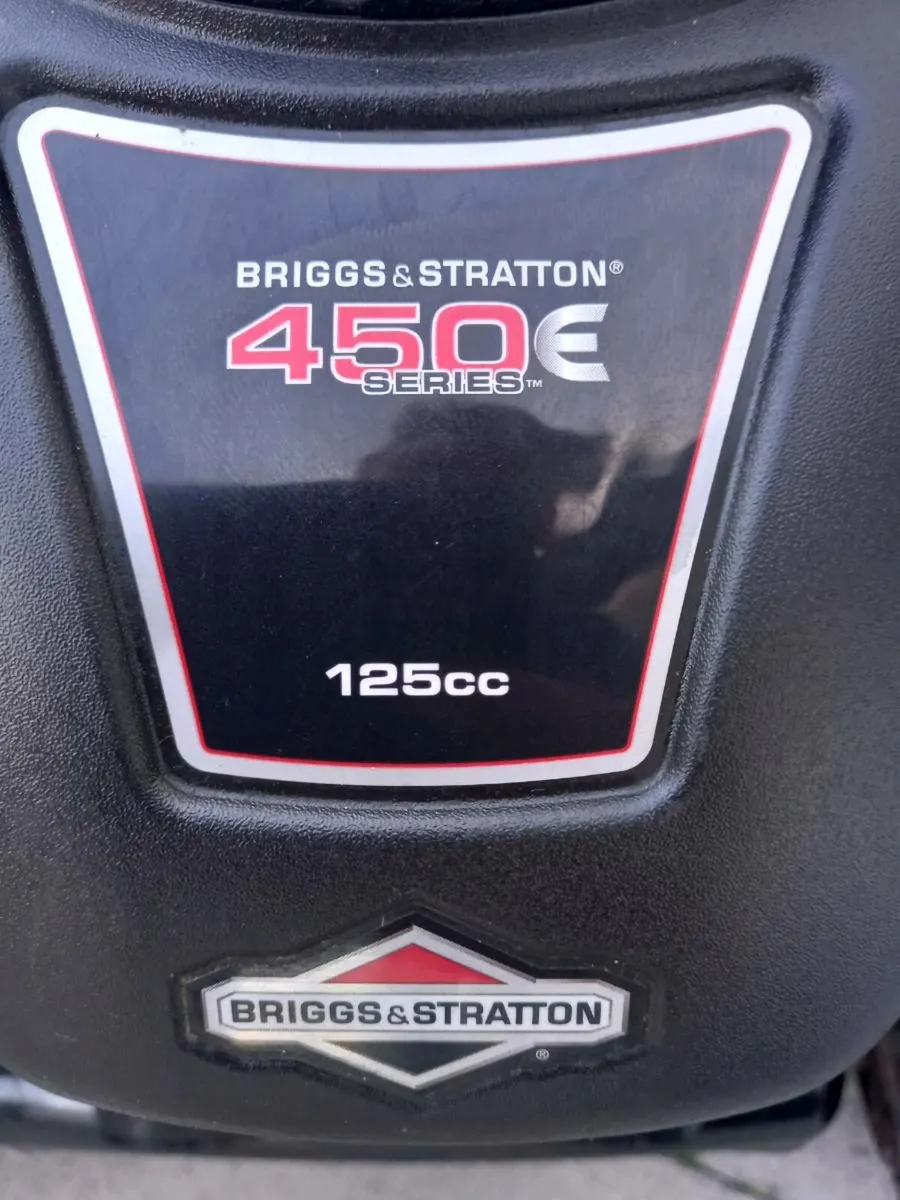 BRIGGS & STRATTON®
450E
SERIES™
125cc
BRIGGS & STRATTON
®